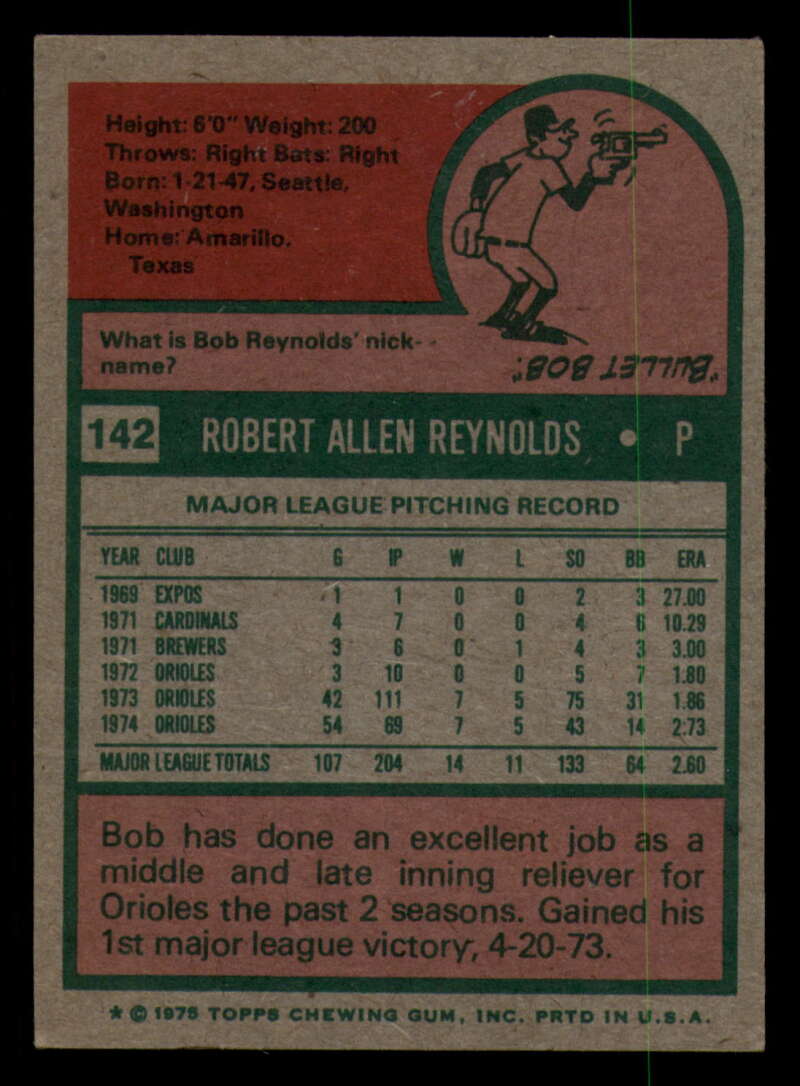 Height: 6'0" Weight: 200
Throws: Right Bats: Right
Born: 1-21-47, Seattle,
Washington
Home: Amarillo,
Texas
What is Bob Reynolds' nick-
name?
"BULLET BOB."
142 ROBERT ALLEN REYNOLDS • P
MAJOR LEAGUE PITCHING RECORD
YEAR CLUB G IP W L SO BB ERA
1969 EXPOS 1 1 0 0 2 3 27.00
1971 CARDINALS 4 7 0 0 4 6 10.29
1971 BREWERS 3 6 0 1 4 3 3.00
1972 ORIOLES 3 10 0 0 5 7 1.80
1973 ORIOLES 42 111 7 5 75 31 1.86
1974 ORIOLES 54 69 7 5 43 14 2.73
MAJOR LEAGUE TOTALS 107 204 14 11 133 64 2.60
Bob has done an excellent job as a
middle and late inning reliever for
Orioles the past 2 seasons. Gained his
1st major league victory, 4-20-73.
* © 1975 TOPPS CHEWING GUM, INC. PRTD IN U.S.A.